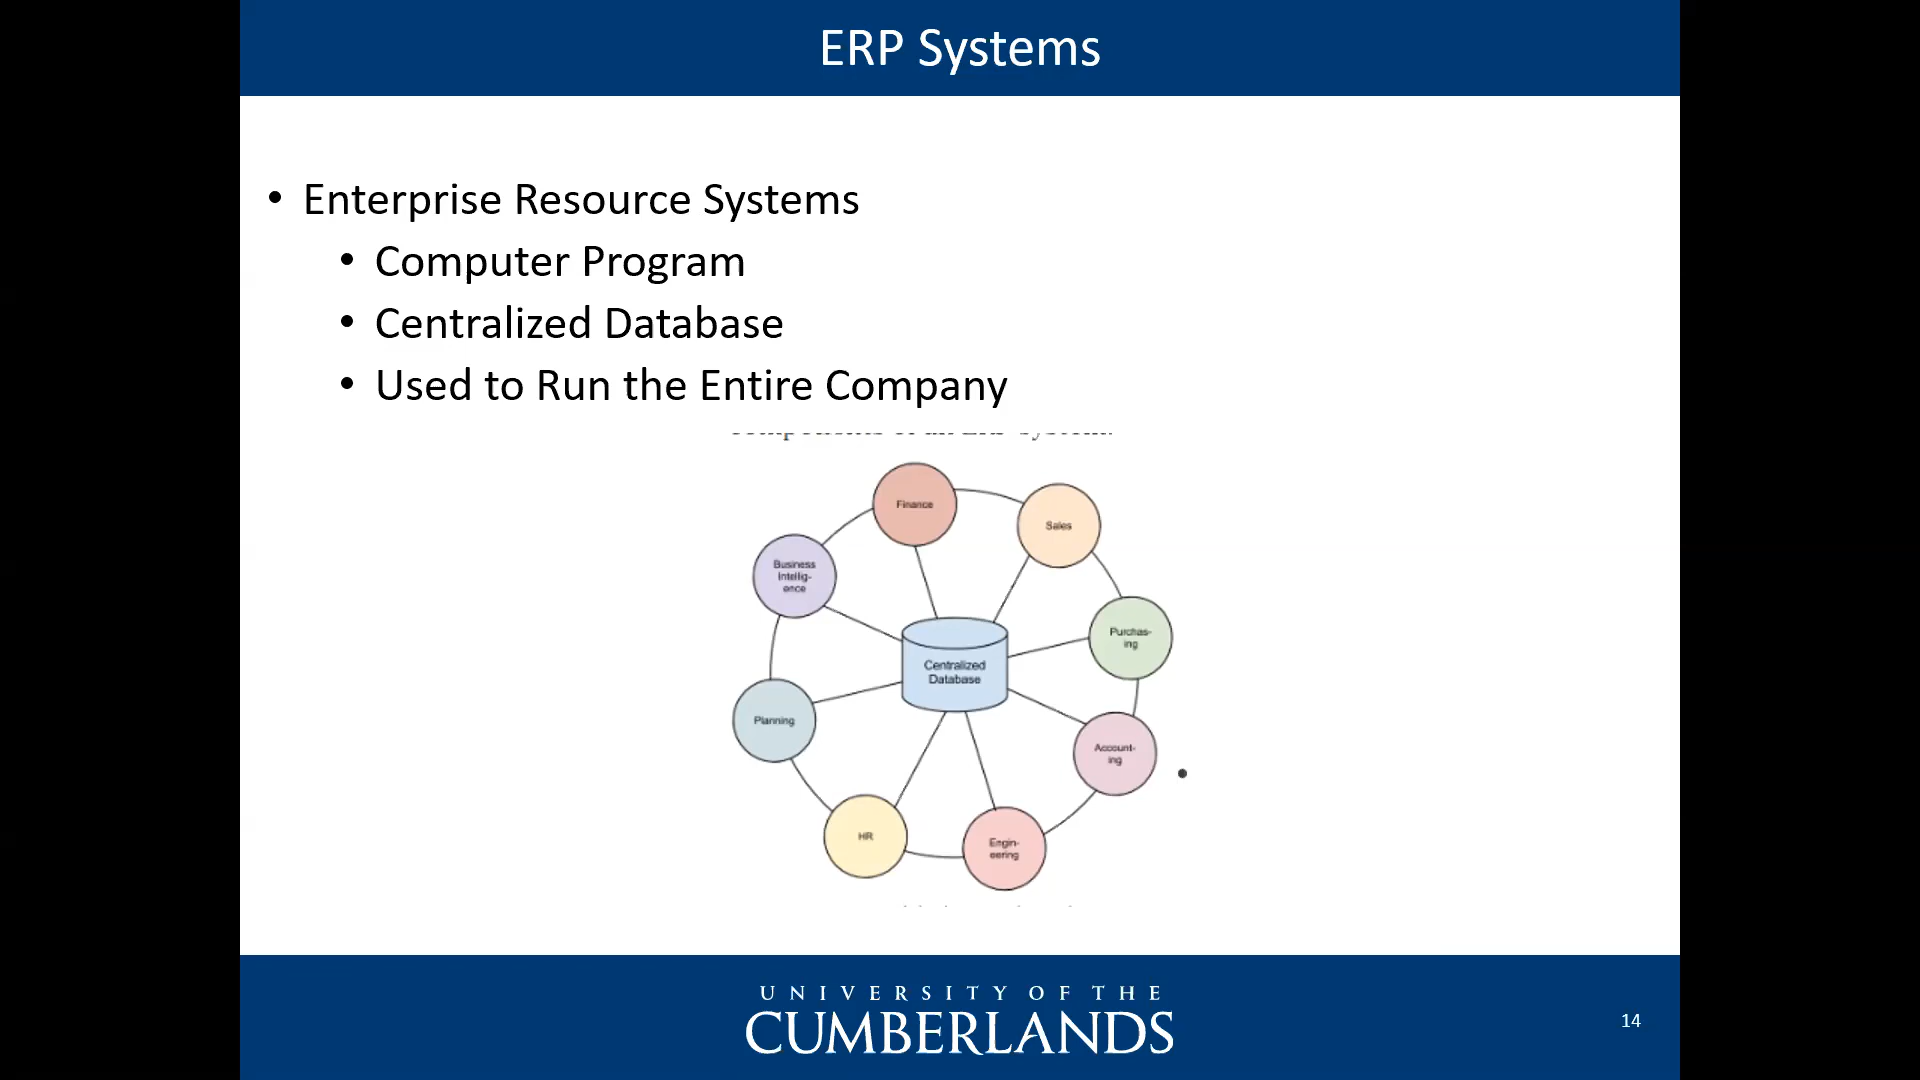 ERP Systems
• Enterprise Resource Systems
• Computer Program
• Centralized Database
• Used to Run the Entire Company
Finance
Sales
Business
Intellig-
ence
Purchas-
ing
Centralized
Database
Planning
Account-
ing
HR
Engin-
eering
UNIVERSITY OF THE
CUMBERLANDS
14